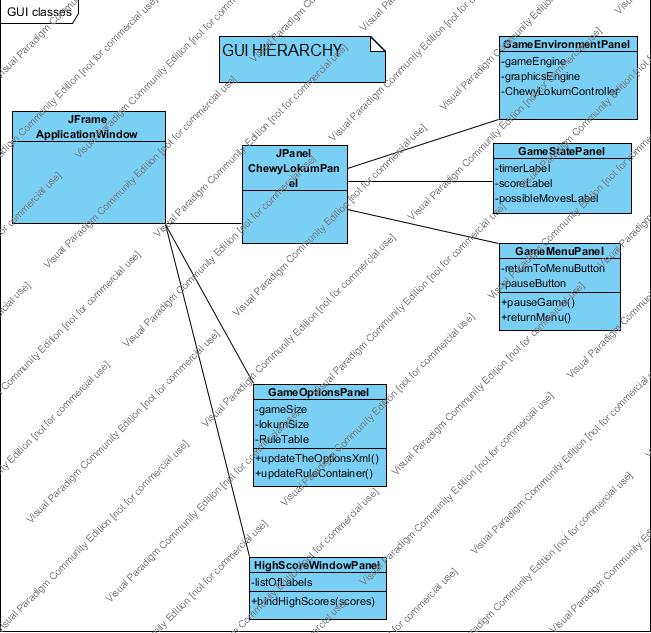 GUI classes
GUI HIERARCHY
GameEnvironmentPanel
-gameEngine
-graphicsEngine
-ChewyLokumController
JFrame
ApplicationWindow
JPanel
ChewyLokumPan
el
GameStatePanel
-timerLabel
-scoreLabel
-possibleMovesLabel
GameMenuPanel
-returnToMenuButton
-pauseButton
+pauseGame()
+returnMenu()
GameOptionsPanel
-gameSize
-lokumSize
-RuleTable
+updateTheOptionsXml()
+updateRuleContainer()
HighScoreWindowPanel
-listOfLabels
+bindHighScores(scores)
Visual Paradigm Community Edition [not for commercial use]